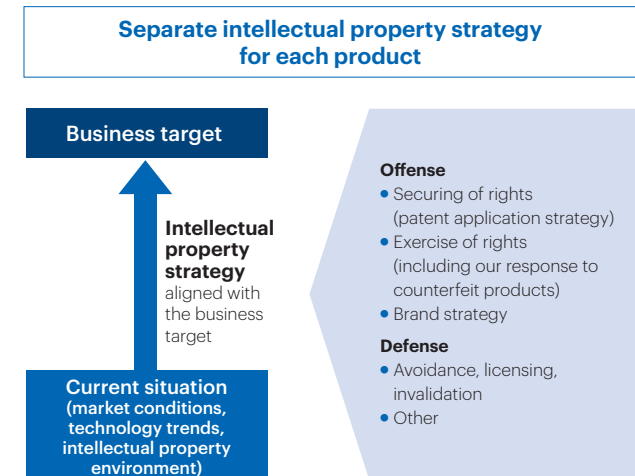 Separate intellectual property strategy
for each product
Business target
Intellectual
property
strategy
aligned with
the business
target
Current situation
(market conditions,
technology trends,
intellectual property
environment)
Offense
• Securing of rights
(patent application strategy)
• Exercise of rights
(including our response to
counterfeit products)
• Brand strategy
Defense
• Avoidance, licensing,
invalidation
• Other